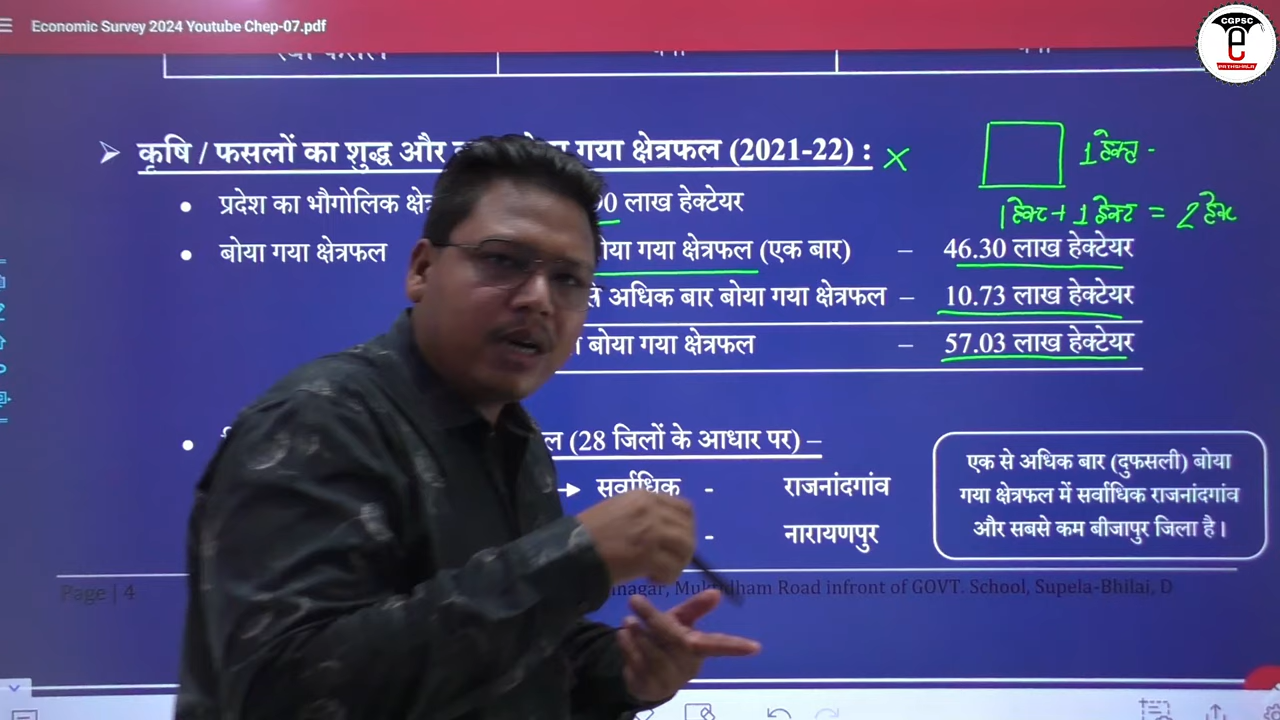 Economic Survey 2024 Youtube Chep-07.pdf
CGPSC
e
PATHSHALA
➤ कृषि / फसलों का शुद्ध और गया क्षेत्रफल (2021-22) : X
1 हेक्ट -
• प्रदेश का भौगोलिक लाख हेक्टेयर
1 हेक्ट + 1 हेक्ट = 2 हेक्ट
• बोया गया क्षेत्रफल बोया गया क्षेत्रफल (एक बार) – 46.30 लाख हेक्टेयर
अधिक बार बोया गया क्षेत्रफल – 10.73 लाख हेक्टेयर
बोया गया क्षेत्रफल – 57.03 लाख हेक्टेयर
• (28 जिलों के आधार पर) –
→ सर्वाधिक - राजनांदगांव
- नारायणपुर
एक से अधिक बार (दुफसली) बोया
गया क्षेत्रफल में सर्वाधिक राजनांदगांव
और सबसे कम बीजापुर जिला है।
Page | 4 Road infront of GOVT. School, Supela-Bhilai, D